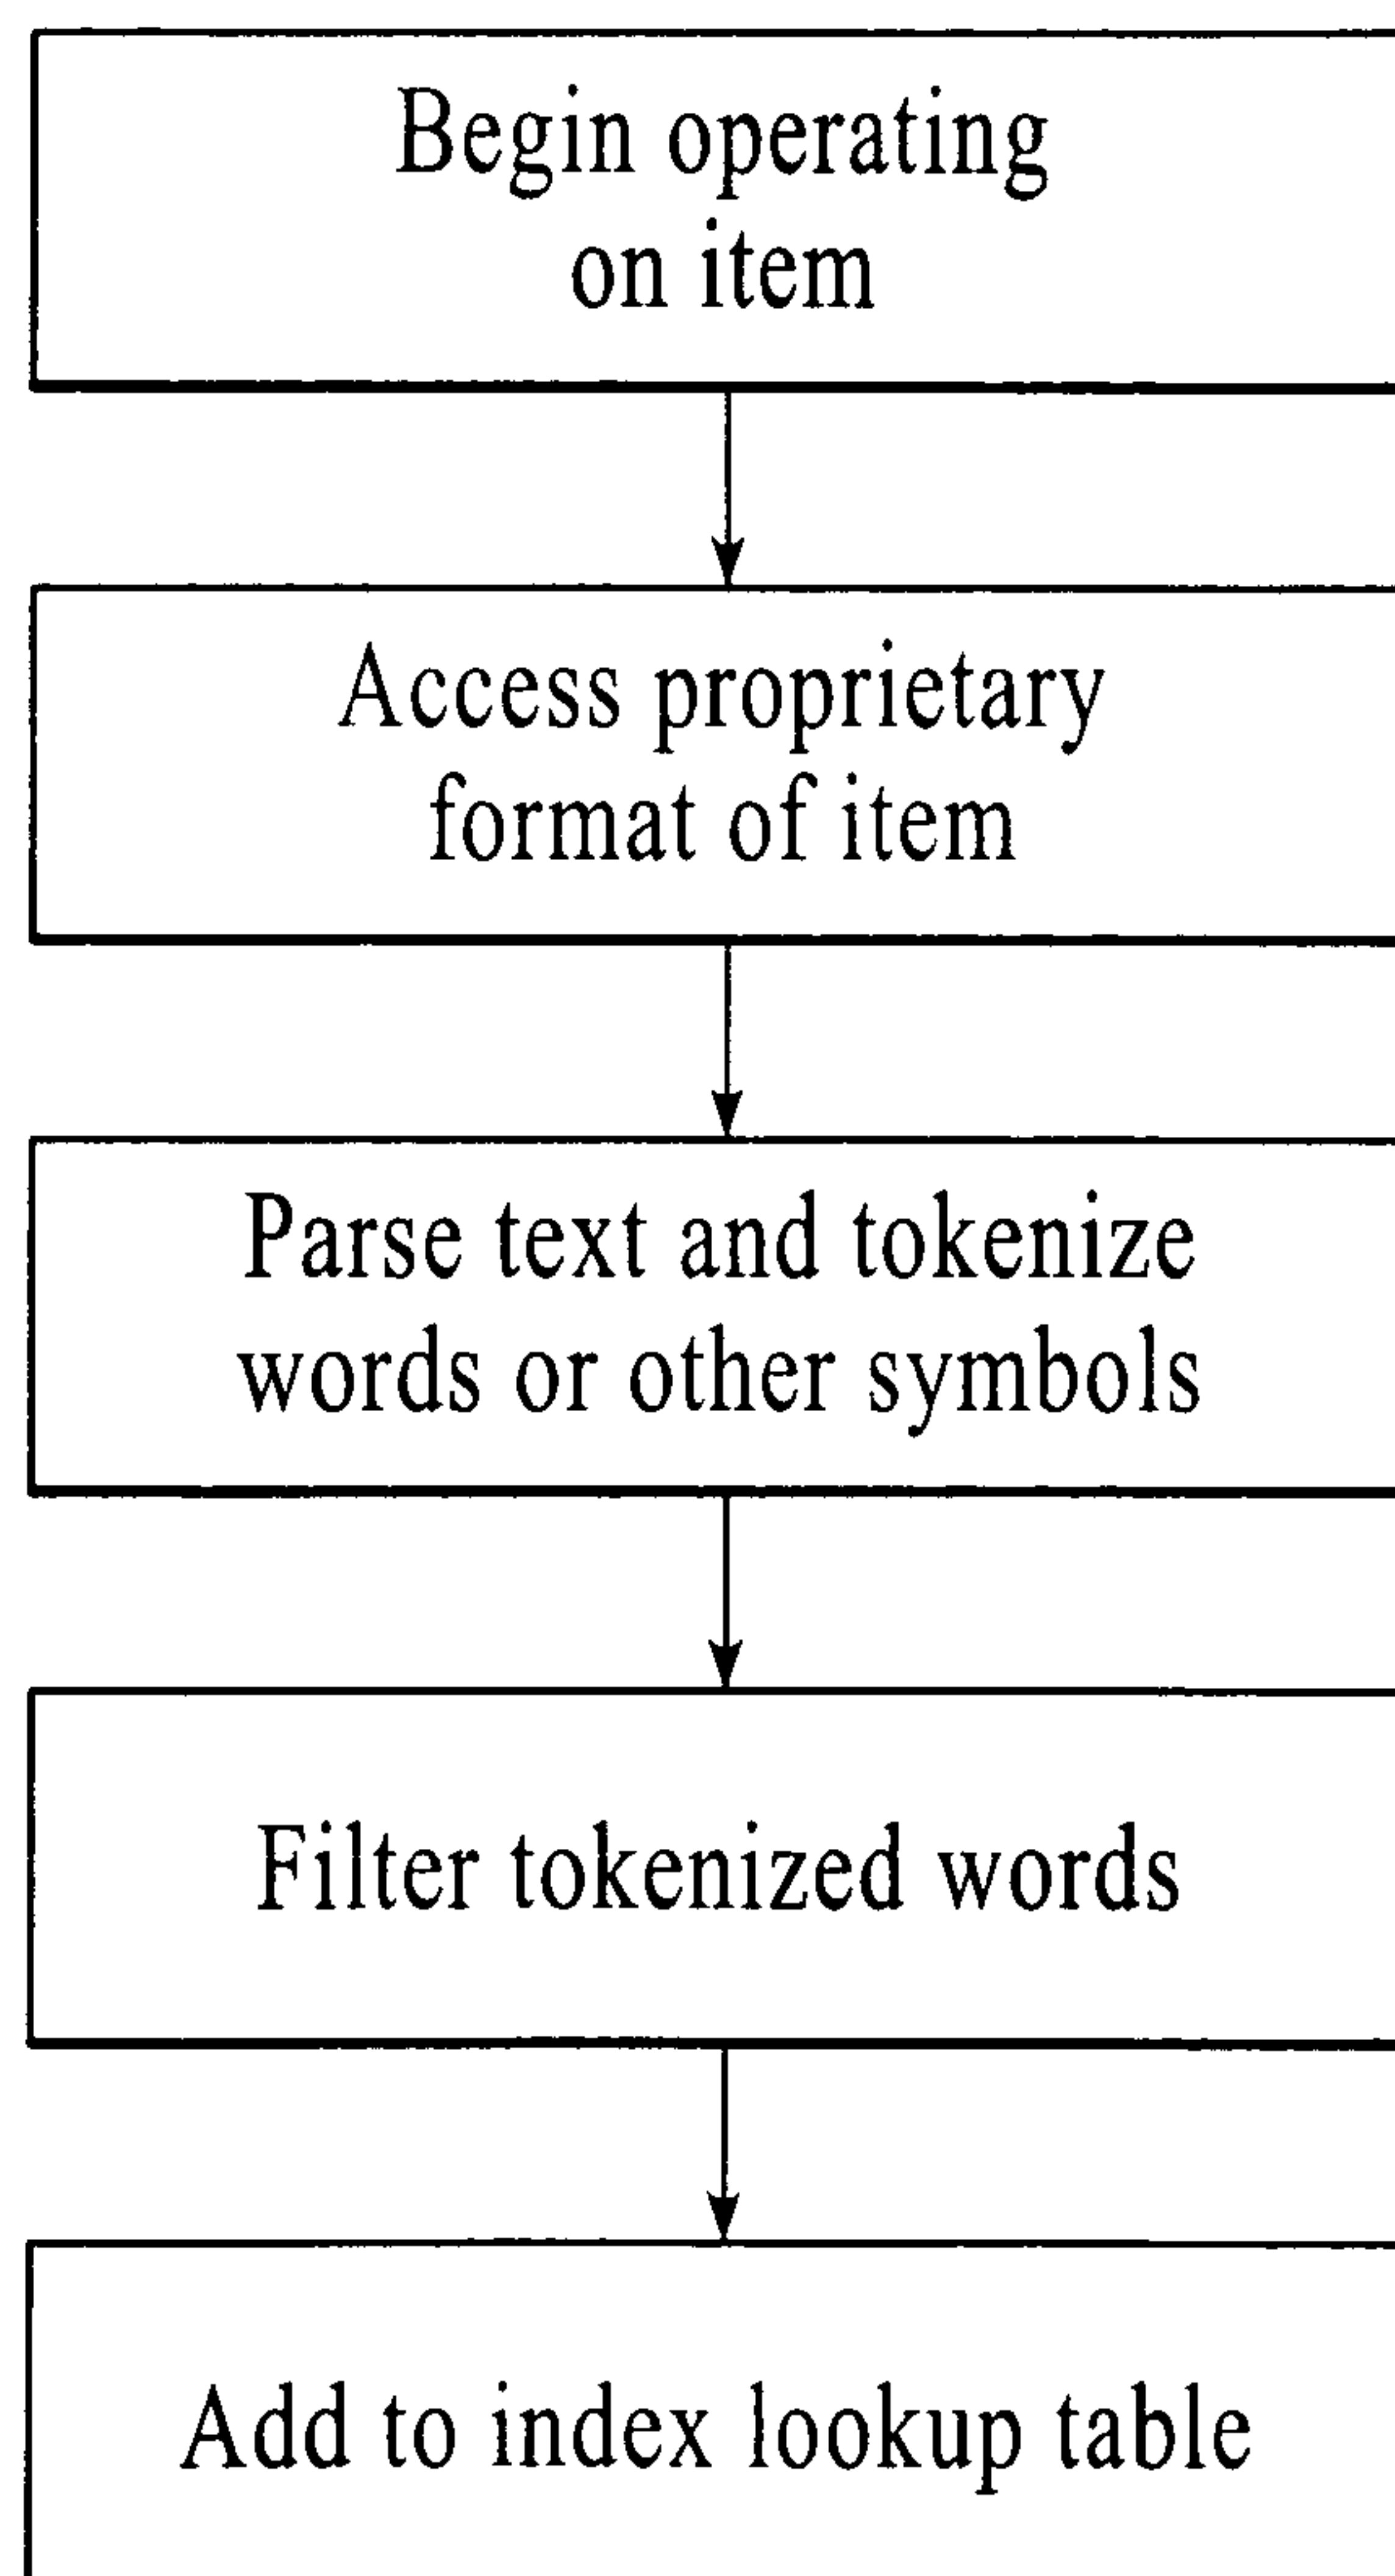 Begin operating
on item
Access proprietary
format of item
Parse text and tokenize
words or other symbols
Filter tokenized words
Add to index lookup table